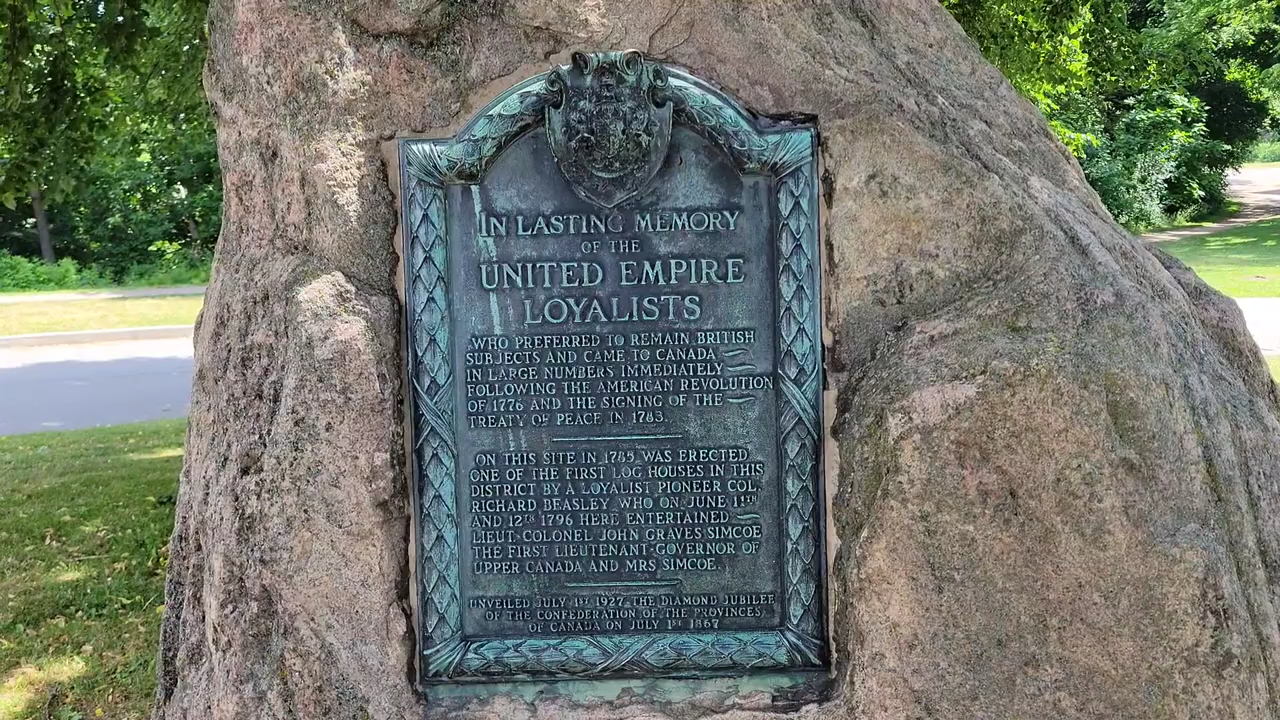 IN LASTING MEMORY
OF THE
UNITED EMPIRE
LOYALISTS
WHO PREFERRED TO REMAIN BRITISH
SUBJECTS AND CAME TO CANADA
IN LARGE NUMBERS IMMEDIATELY
FOLLOWING THE AMERICAN REVOLUTION
OF 1776 AND THE SIGNING OF THE
TREATY OF PEACE IN 1783.
ON THIS SITE IN 1785 WAS ERECTED
ONE OF THE FIRST LOG HOUSES IN THIS
DISTRICT BY A LOYALIST PIONEER COL.
RICHARD BEASLEY WHO ON JUNE 11TH
AND 12TH 1796 HERE ENTERTAINED
LIEUT-COLONEL JOHN GRAVES SIMCOE
THE FIRST LIEUTENANT-GOVERNOR OF
UPPER CANADA AND MRS SIMCOE.
UNVEILED JULY 1ST 1927 THE DIAMOND JUBILEE
OF THE CONFEDERATION OF THE PROVINCES
OF CANADA ON JULY 1ST 1867